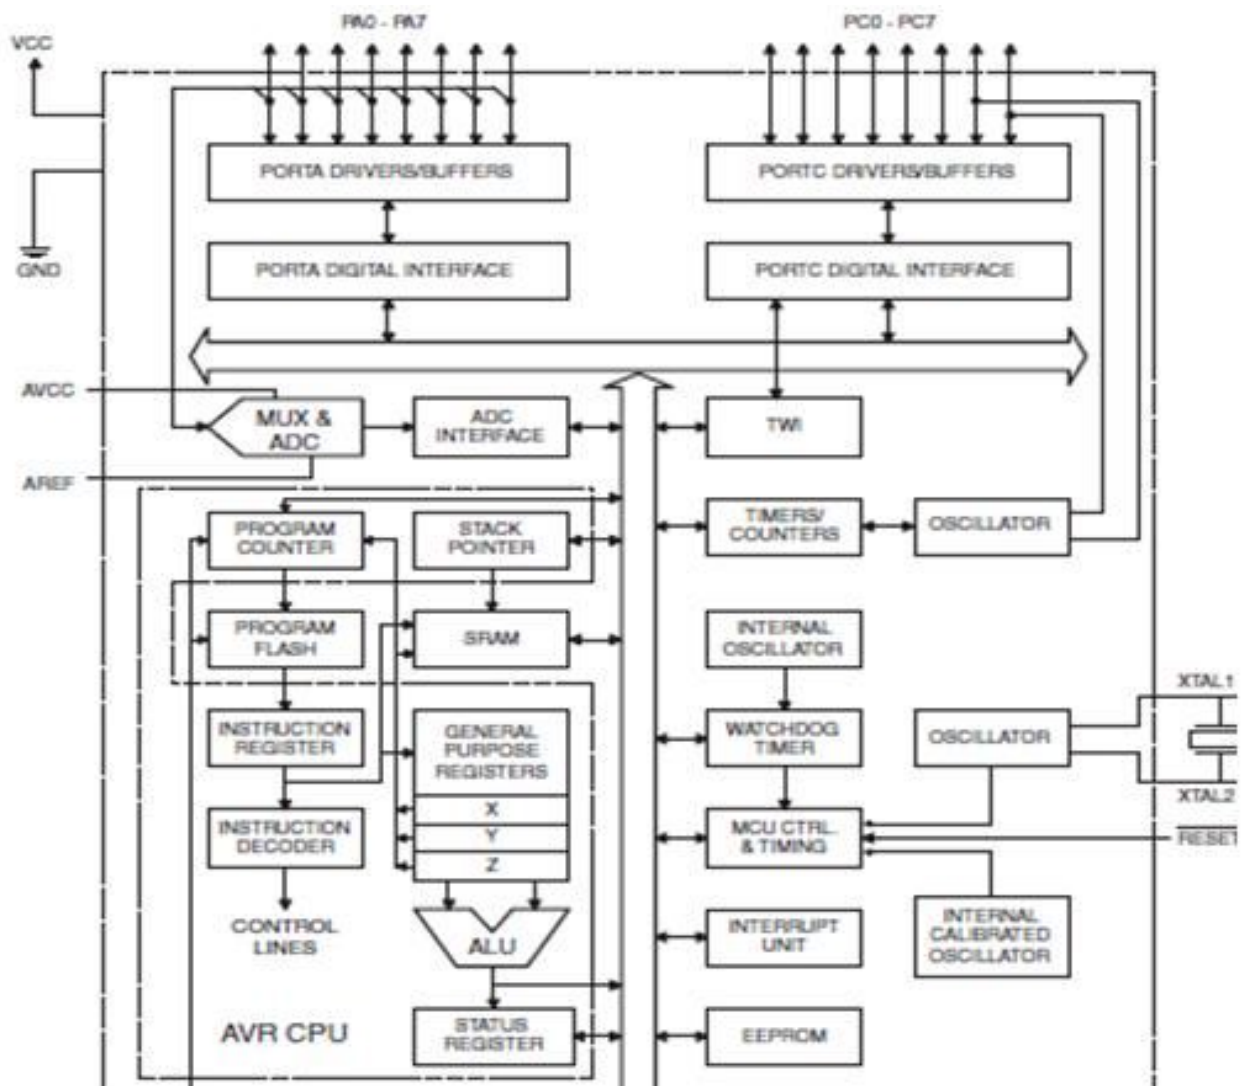 PA0 - PA7
PC0 - PC7
VCC
PORTA DRIVERS/BUFFERS
PORTC DRIVERS/BUFFERS
GND
PORTA DIGITAL INTERFACE
PORTC DIGITAL INTERFACE
AVCC
MUX &
ADC
ADC
INTERFACE
TWI
AREF
PROGRAM
COUNTER
STACK
POINTER
TIMERS/
COUNTERS
OSCILLATOR
PROGRAM
FLASH
SRAM
INTERNAL
OSCILLATOR
XTAL1
INSTRUCTION
REGISTER
GENERAL
PURPOSE
REGISTERS
WATCHDOG
TIMER
OSCILLATOR
XTAL2
X
INSTRUCTION
DECODER
Y
MCU CTRL.
& TIMING
RESET
Z
CONTROL
LINES
ALU
INTERRUPT
UNIT
INTERNAL
CALIBRATED
OSCILLATOR
AVR CPU
STATUS
REGISTER
EEPROM